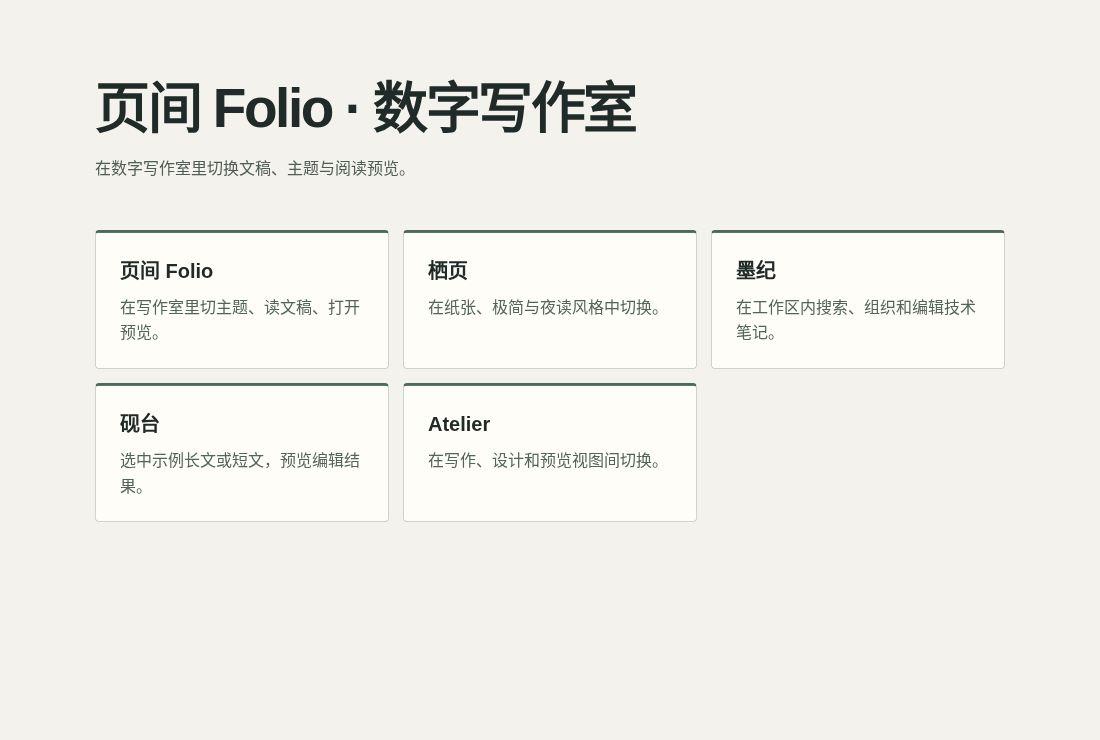 页间 Folio · 数字写作室
在数字写作室里切换文稿、主题与阅读预览。
页间 Folio
在写作室里切主题、读文稿、打开
预览。
栖页
在纸张、极简与夜读风格中切换。
墨纪
在工作区内搜索、组织和编辑技术
笔记。
砚台
选中示例长文或短文，预览编辑结
果。
Atelier
在写作、设计和预览视图间切换。